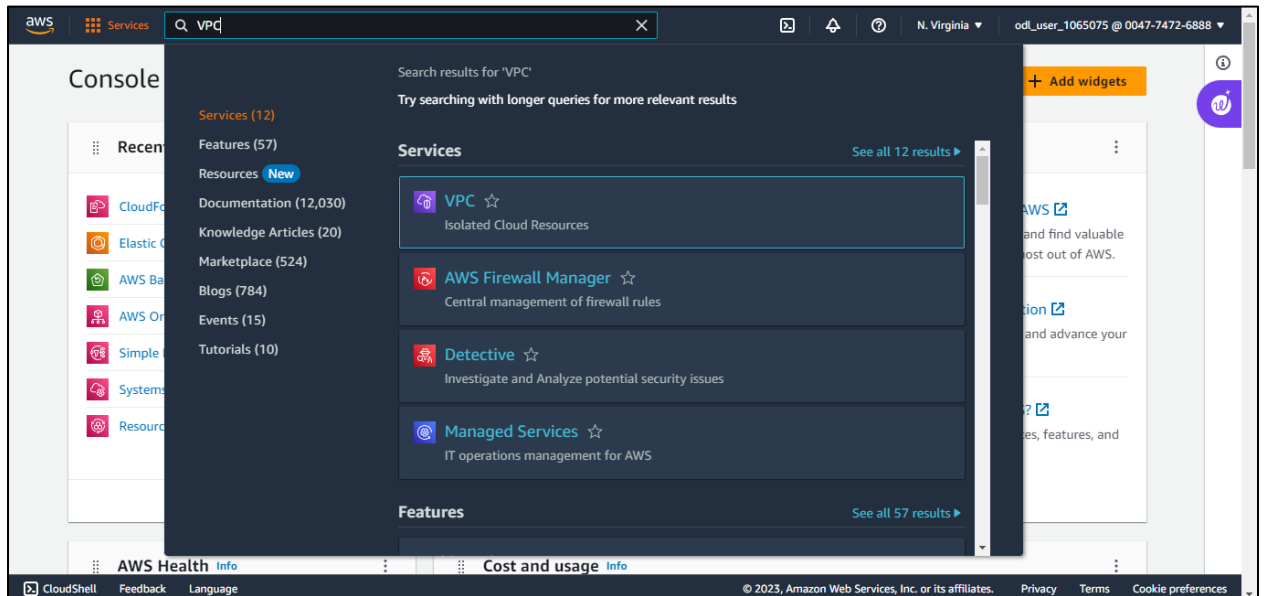 aws
Services
VPC
N. Virginia
odl_user_1065075 @ 0047-7472-6888
Console
Add widgets
Search results for 'VPC'
Try searching with longer queries for more relevant results
Services (12)
Features (57)
Resources New
Documentation (12,030)
Knowledge Articles (20)
Marketplace (524)
Blogs (784)
Events (15)
Tutorials (10)
Services
See all 12 results
VPC
Isolated Cloud Resources
AWS Firewall Manager
Central management of firewall rules
Detective
Investigate and Analyze potential security issues
Managed Services
IT operations management for AWS
Features
See all 57 results
Recen
CloudFo
Elastic C
AWS Ba
AWS Or
Simple
Systems
Resourc
AWS
and find valuable
ost out of AWS.
tion
and advance your
s?
es, features, and
AWS Health Info
Cost and usage Info
CloudShell
Feedback
Language
© 2023, Amazon Web Services, Inc. or its affiliates.
Privacy
Terms
Cookie preferences